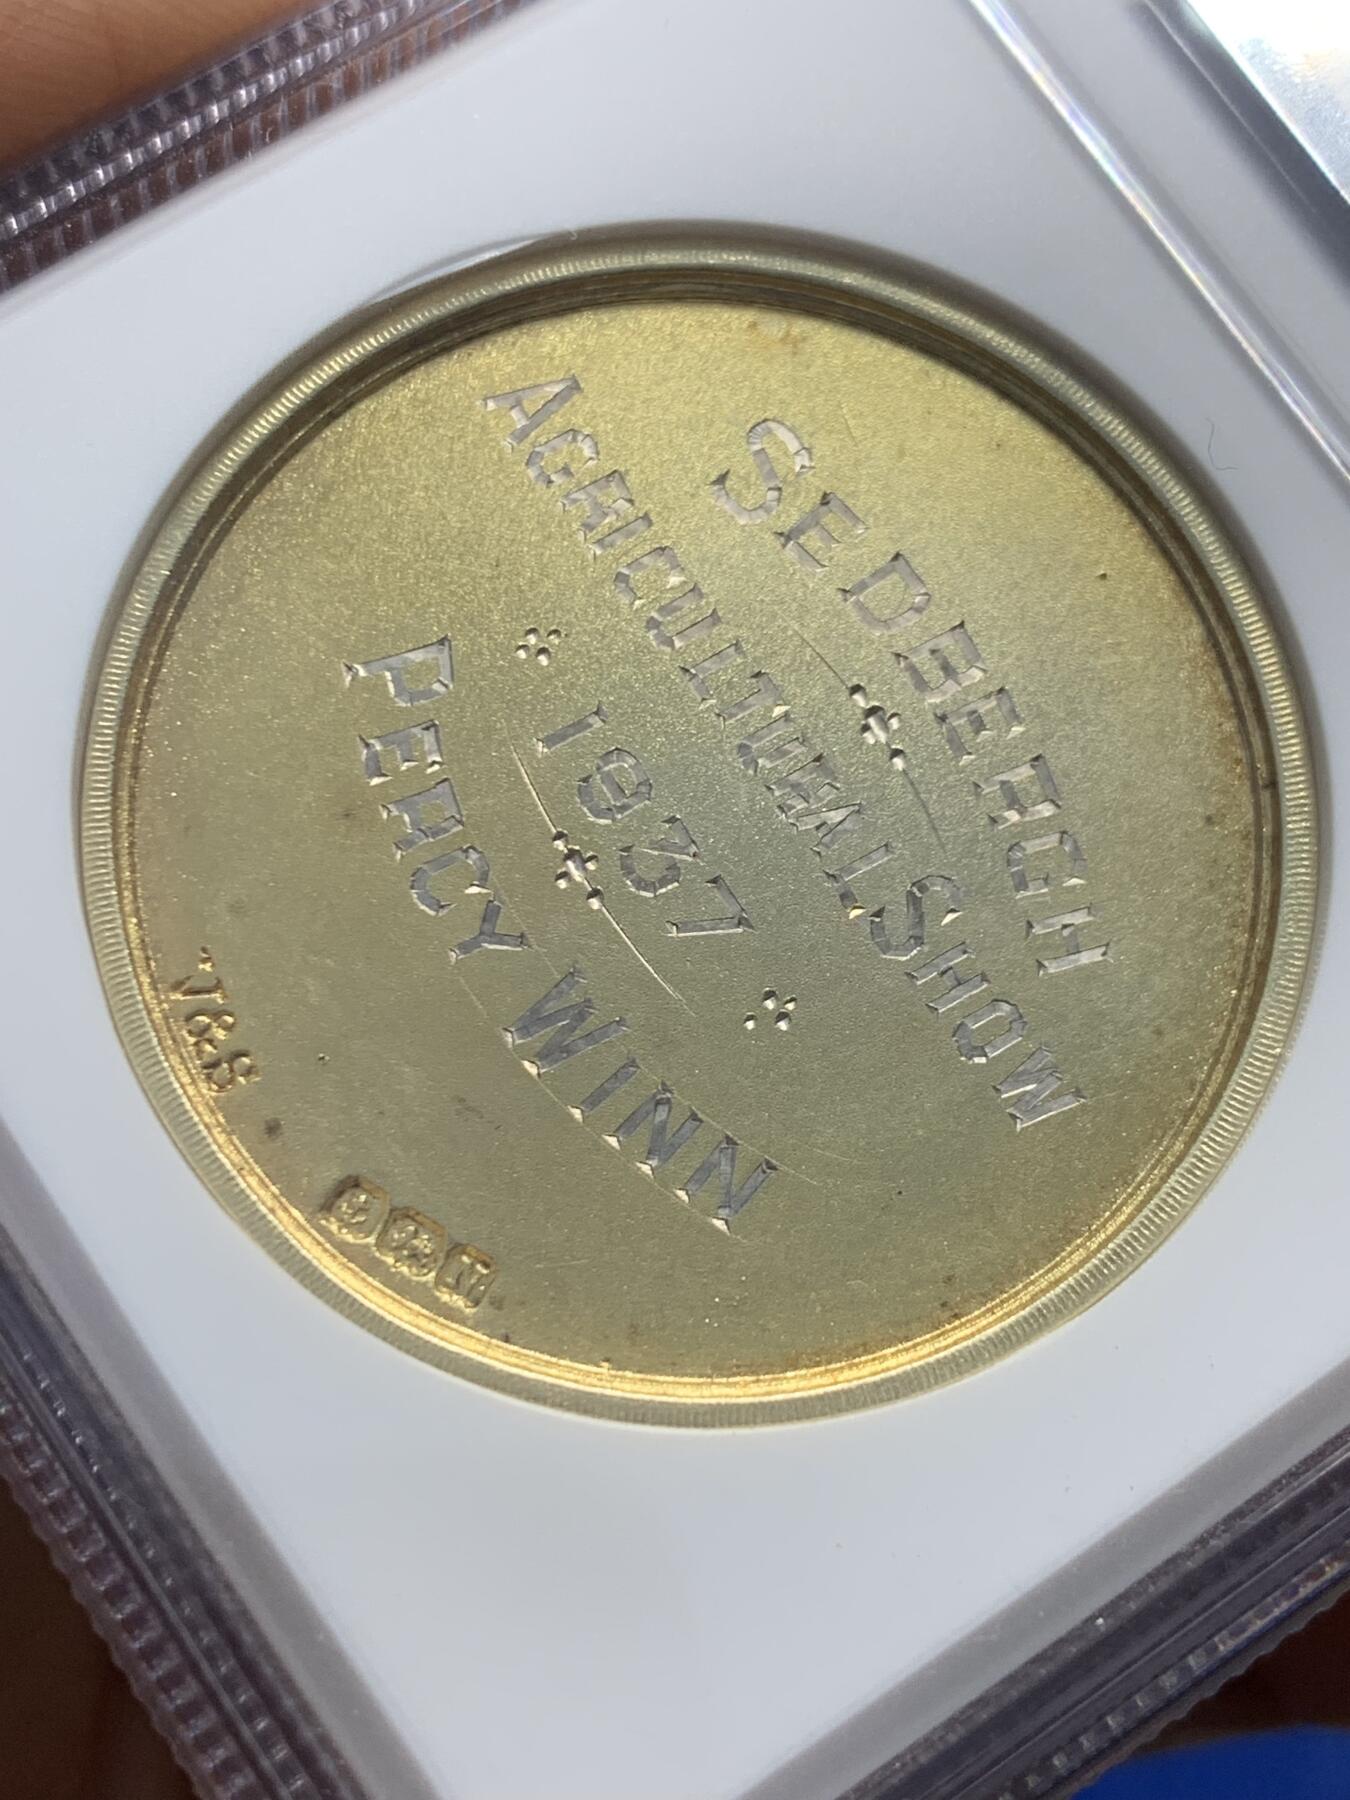 SEDBERGH
AGRICULTURAL SHOW
1937
PERCY WINN
J&S